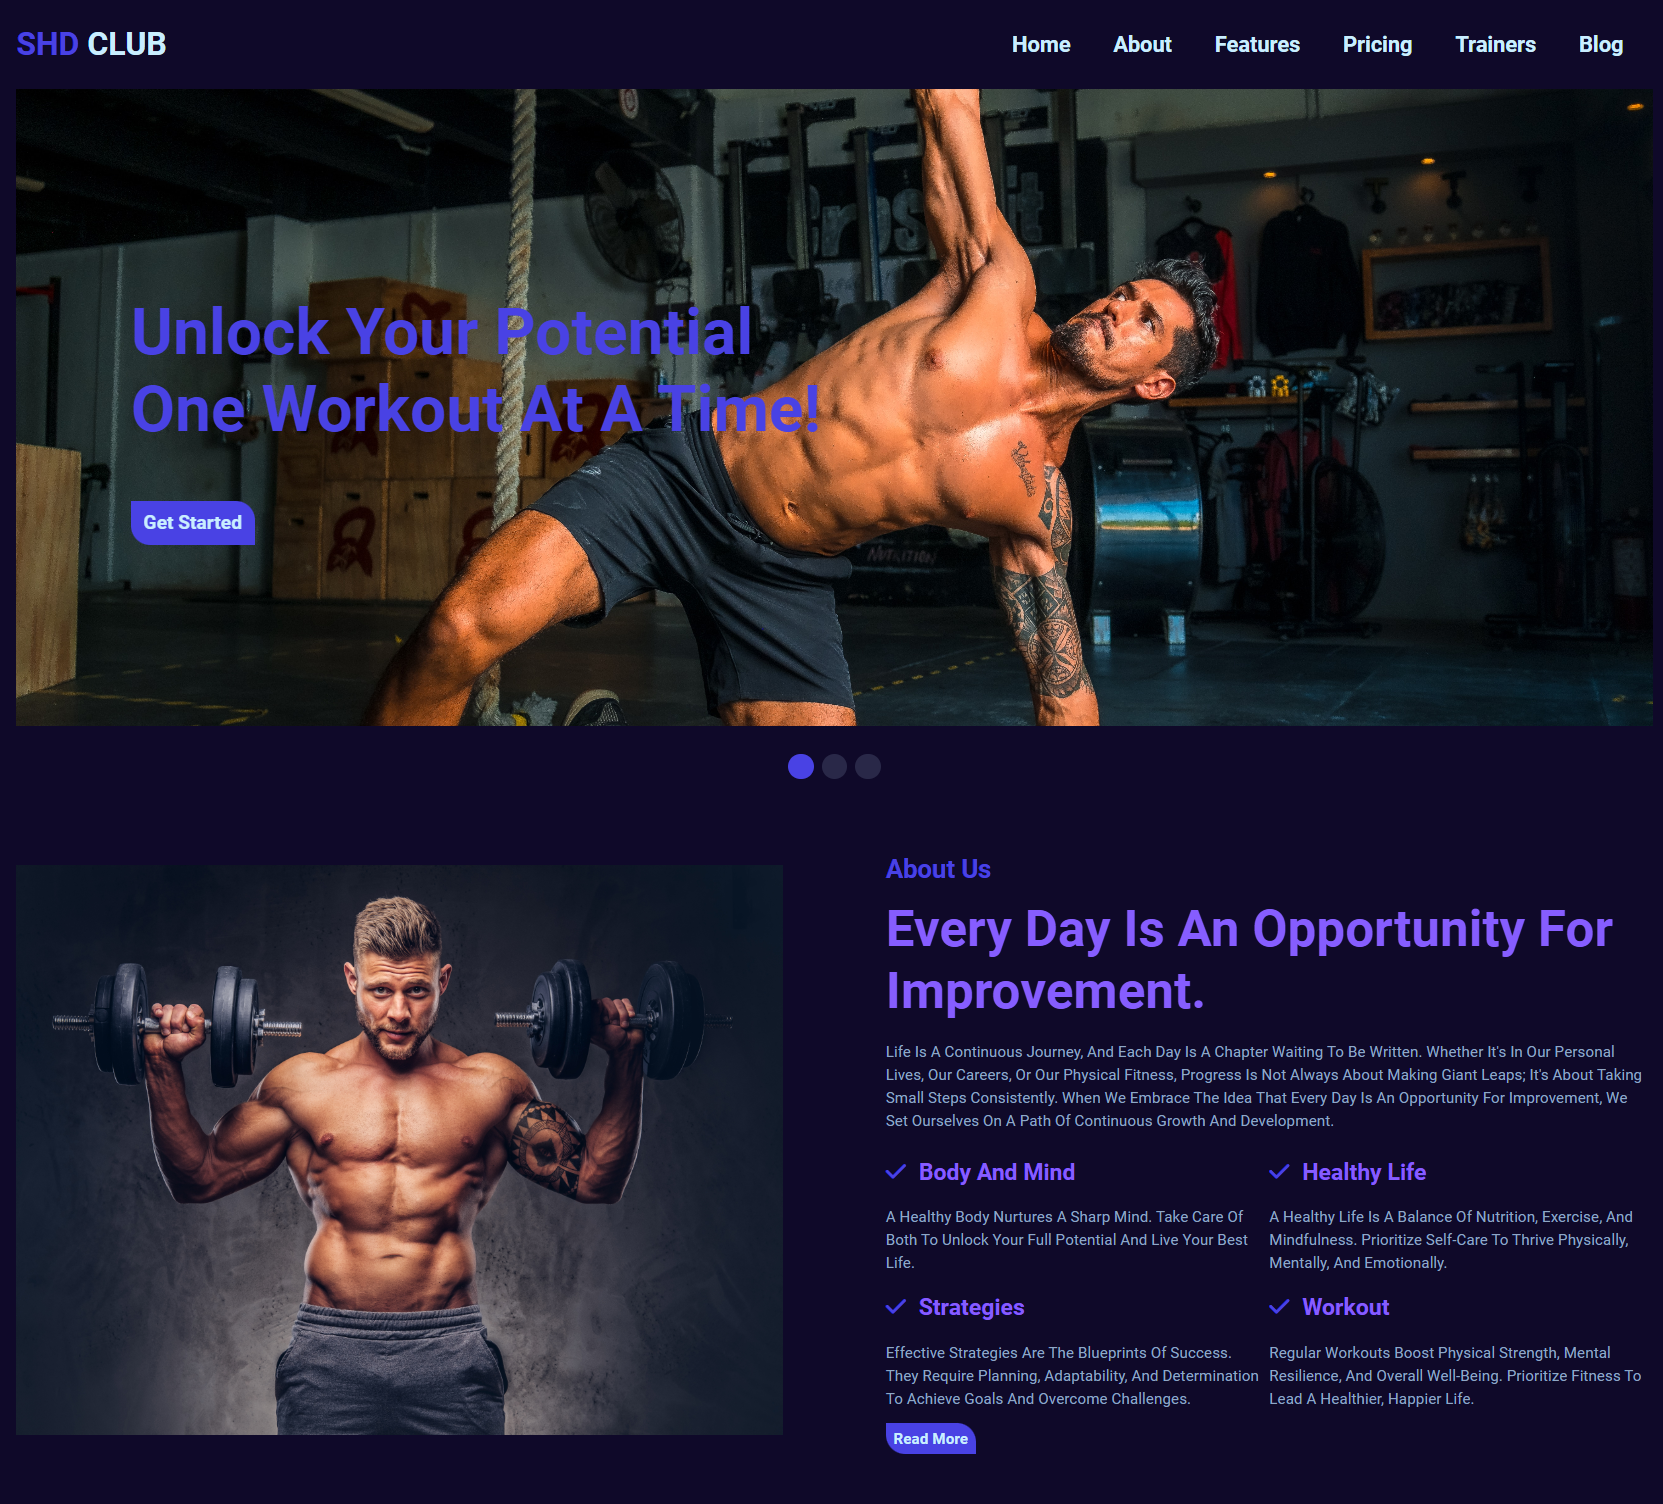 SHD CLUB
Home About Features Pricing Trainers Blog
Unlock Your Potential
One Workout At A Time!
Get Started
NUTRITION
About Us
Every Day Is An Opportunity For
Improvement.
Life Is A Continuous Journey, And Each Day Is A Chapter Waiting To Be Written. Whether It's In Our Personal
Lives, Our Careers, Or Our Physical Fitness, Progress Is Not Always About Making Giant Leaps; It's About Taking
Small Steps Consistently. When We Embrace The Idea That Every Day Is An Opportunity For Improvement, We
Set Ourselves On A Path Of Continuous Growth And Development.
Body And Mind
A Healthy Body Nurtures A Sharp Mind. Take Care Of
Both To Unlock Your Full Potential And Live Your Best
Life.
Healthy Life
A Healthy Life Is A Balance Of Nutrition, Exercise, And
Mindfulness. Prioritize Self-Care To Thrive Physically,
Mentally, And Emotionally.
Strategies
Effective Strategies Are The Blueprints Of Success.
They Require Planning, Adaptability, And Determination
To Achieve Goals And Overcome Challenges.
Workout
Regular Workouts Boost Physical Strength, Mental
Resilience, And Overall Well-Being. Prioritize Fitness To
Lead A Healthier, Happier Life.
Read More